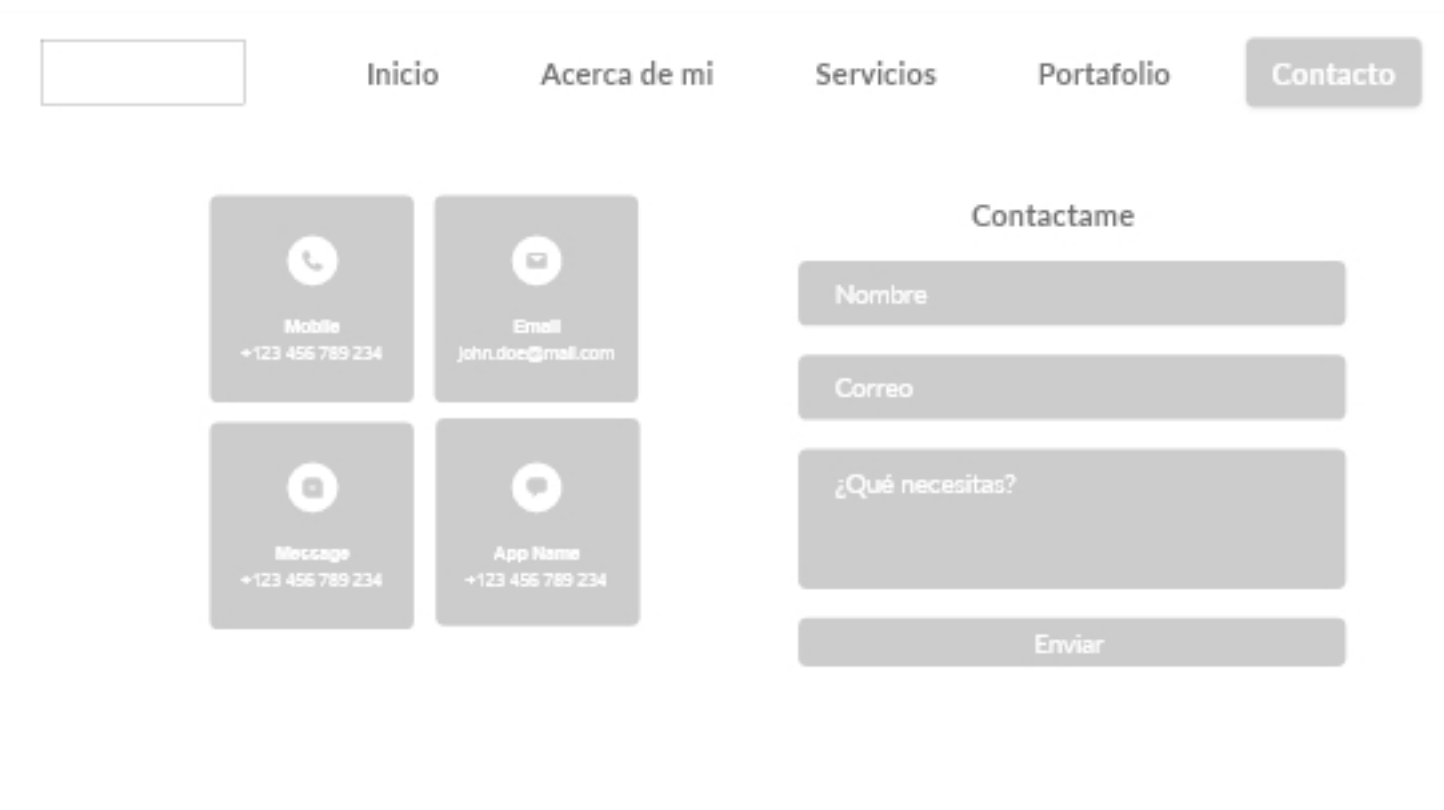 Inicio
Acerca de mi
Servicios
Portafolio
Contacto
Mobile
+123 456 789 234
Email
john.doe@mail.com
Message
+123 456 789 234
App Name
+123 456 789 234
Contactame
Nombre
Correo
¿Qué necesitas?
Enviar